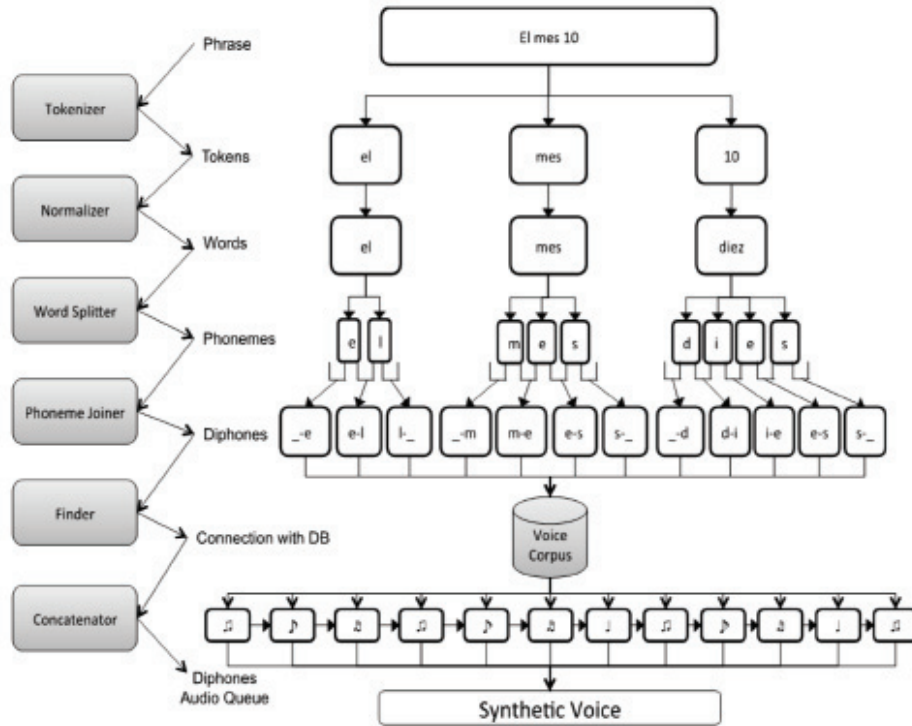 El mes 10
Phrase
Tokenizer
Tokens
el mes 10
Normalizer
Words
el mes diez
Word Splitter
Phonemes
e l m e s d i e s
Phoneme Joiner
Diphones
_-e e-l l-_ _-m m-e e-s s-_ _-d d-i i-e e-s s-_
Finder
Connection with DB
Voice
Corpus
Concatenator
Diphones
Audio Queue
Synthetic Voice